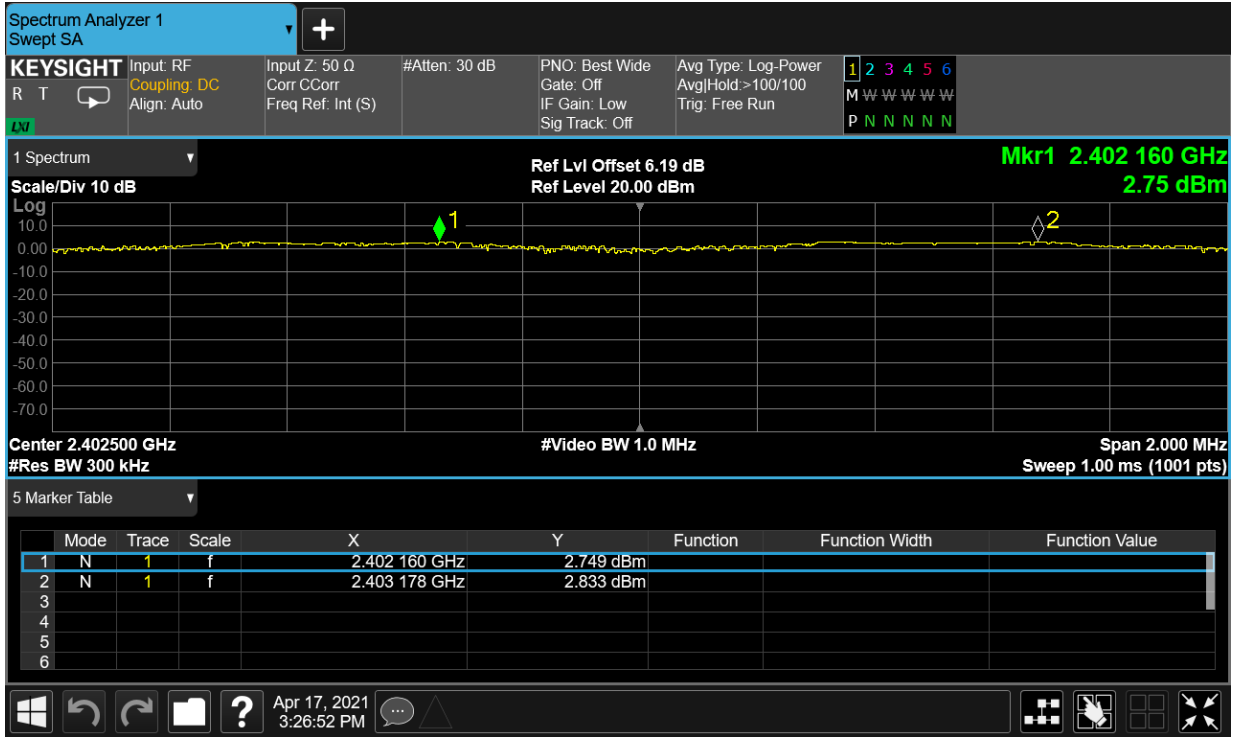 Spectrum Analyzer 1
Swept SA
KEYSIGHT
R T
LXI
Input: RF
Coupling: DC
Align: Auto
Input Z: 50 Ω
Corr CCorr
Freq Ref: Int (S)
#Atten: 30 dB
PNO: Best Wide
Gate: Off
IF Gain: Low
Sig Track: Off
Avg Type: Log-Power
Avg|Hold:>100/100
Trig: Free Run
1 2 3 4 5 6
M W W W W W
P N N N N N
1 Spectrum
Scale/Div 10 dB
Ref Lvl Offset 6.19 dB
Ref Level 20.00 dBm
Mkr1 2.402 160 GHz
2.75 dBm
Log
10.0
0.00
-10.0
-20.0
-30.0
-40.0
-50.0
-60.0
-70.0
1
2
Center 2.402500 GHz
#Video BW 1.0 MHz
Span 2.000 MHz
#Res BW 300 kHz
Sweep 1.00 ms (1001 pts)
5 Marker Table
Mode Trace Scale X Y Function Function Width Function Value
1 N 1 f 2.402 160 GHz 2.749 dBm
2 N 1 f 2.403 178 GHz 2.833 dBm
3
4
5
6
?
Apr 17, 2021
3:26:52 PM